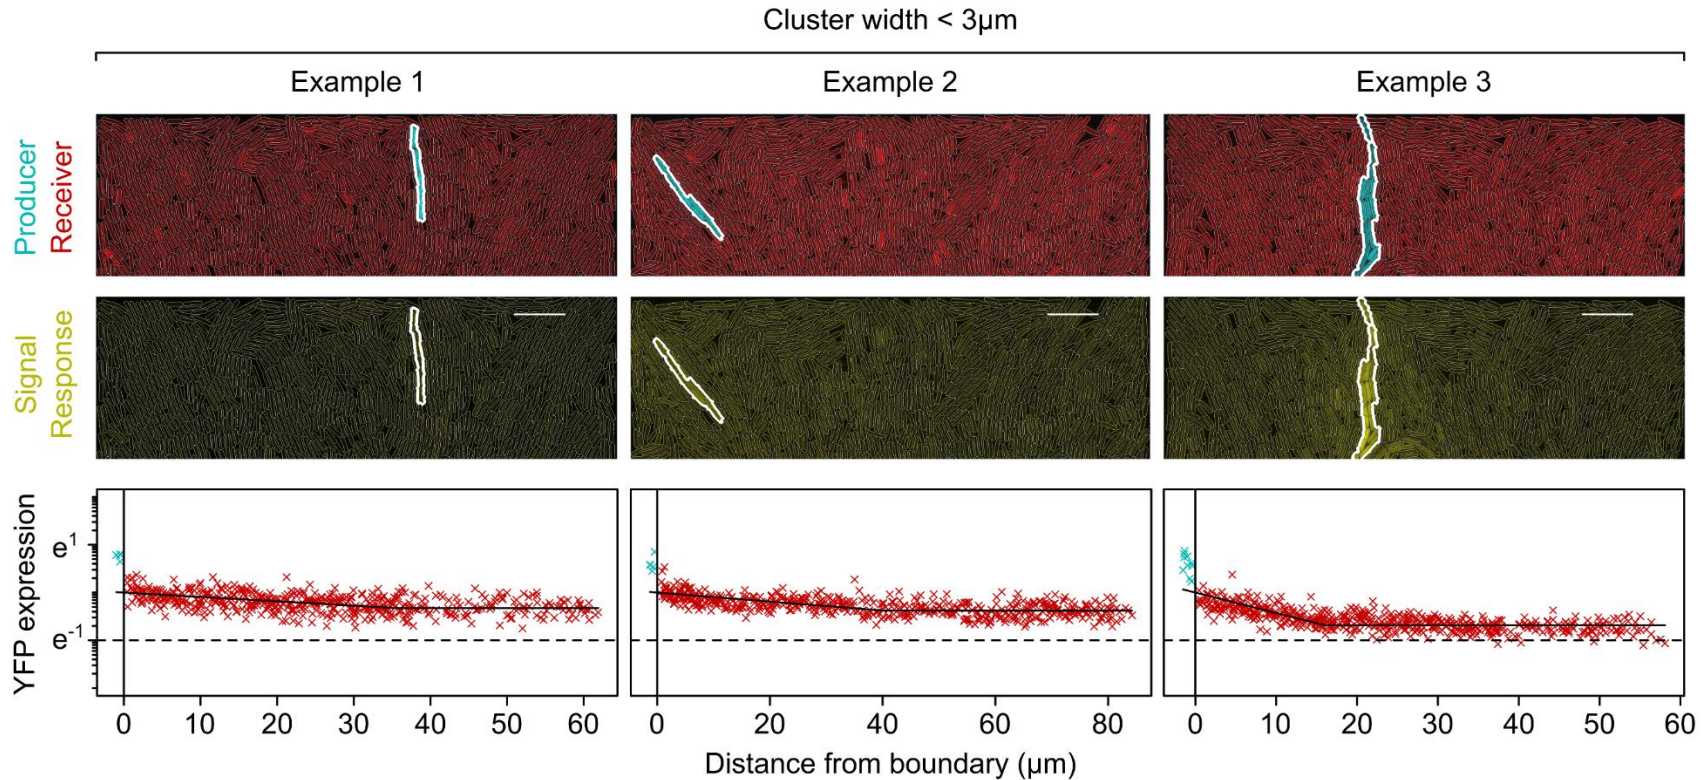 Cluster width < 3µm
Example 1
Example 2
Example 3
Producer
Receiver
Signal
Response
YFP expression
e¹
e⁻¹
0 10 20 30 40 50 60
0 20 40 60 80
0 10 20 30 40 50 60
Distance from boundary (µm)